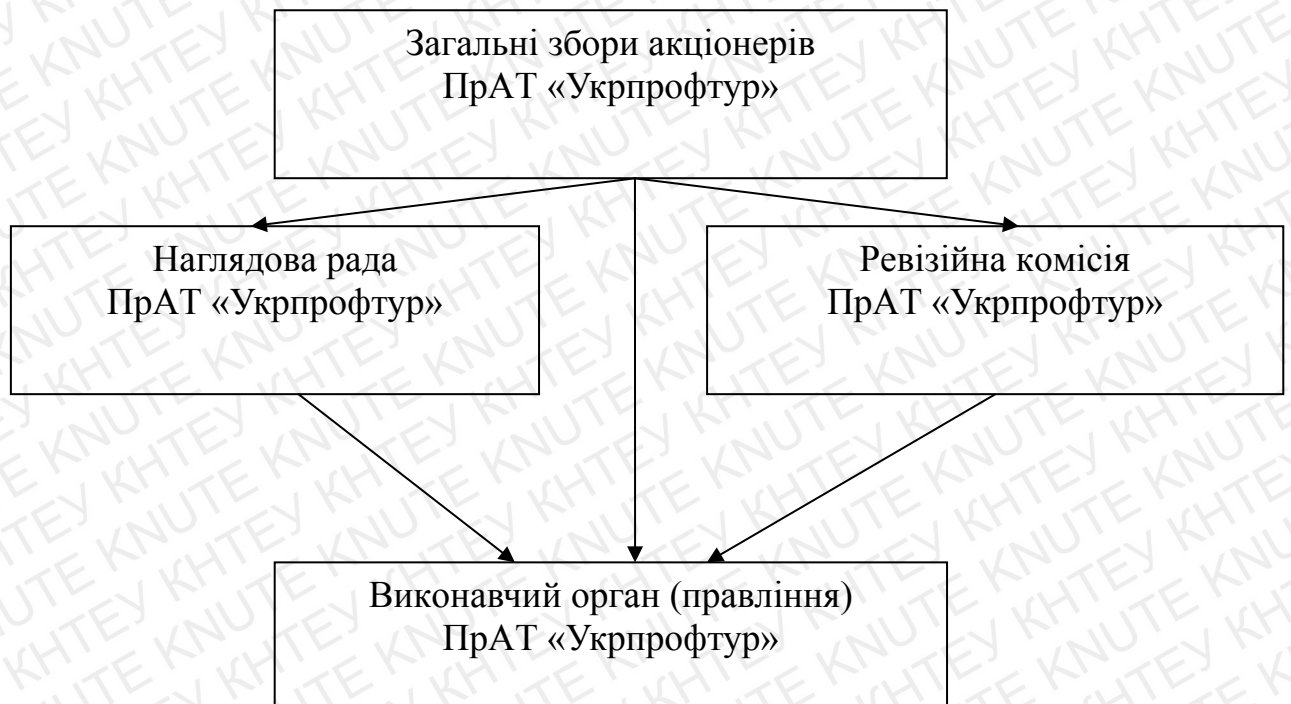 Загальні збори акціонерів
ПрАТ «Укрпрофтур»
Наглядова рада
ПрАТ «Укрпрофтур»
Ревізійна комісія
ПрАТ «Укрпрофтур»
Виконавчий орган (правління)
ПрАТ «Укрпрофтур»